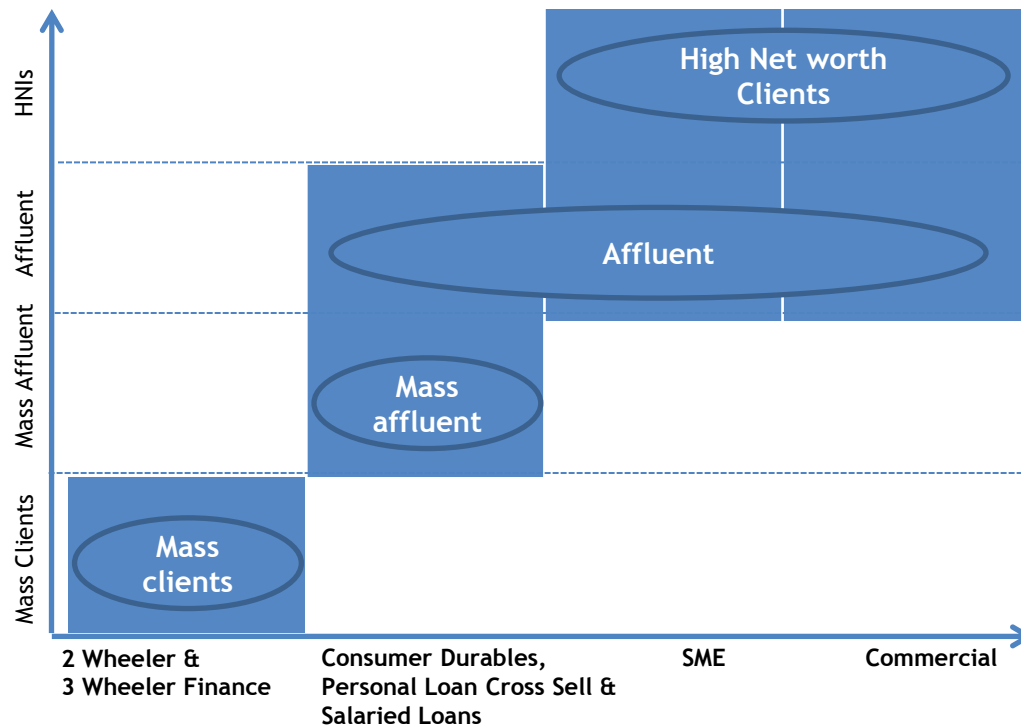 HNIs
High Net worth
Clients
Affluent
Affluent
Mass Affluent
Mass
affluent
Mass Clients
Mass
clients
2 Wheeler &
3 Wheeler Finance
Consumer Durables,
Personal Loan Cross Sell &
Salaried Loans
SME
Commercial